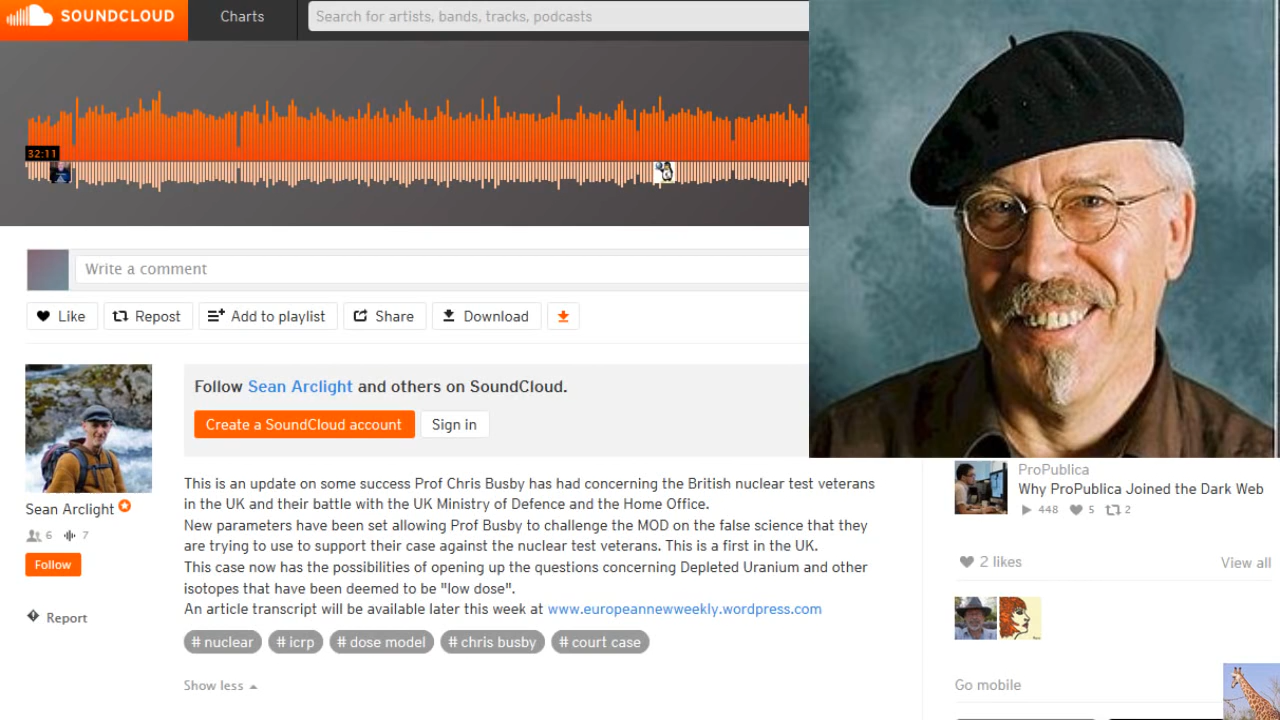 SOUNDCLOUD
Charts
Search for artists, bands, tracks, podcasts
32:11
Write a comment
Like
Repost
Add to playlist
Share
Download
Follow Sean Arclight and others on SoundCloud.
Create a SoundCloud account
Sign in
Sean Arclight
6
7
Follow
Report
This is an update on some success Prof Chris Busby has had concerning the British nuclear test veterans
in the UK and their battle with the UK Ministry of Defence and the Home Office.
New parameters have been set allowing Prof Busby to challenge the MOD on the false science that they
are trying to use to support their case against the nuclear test veterans. This is a first in the UK.
This case now has the possibilities of opening up the questions concerning Depleted Uranium and other
isotopes that have been deemed to be "low dose".
An article transcript will be available later this week at www.europeannewweekly.wordpress.com
# nuclear
# icrp
# dose model
# chris busby
# court case
Show less
ProPublica
Why ProPublica Joined the Dark Web
448
5
2
2 likes
View all
Go mobile